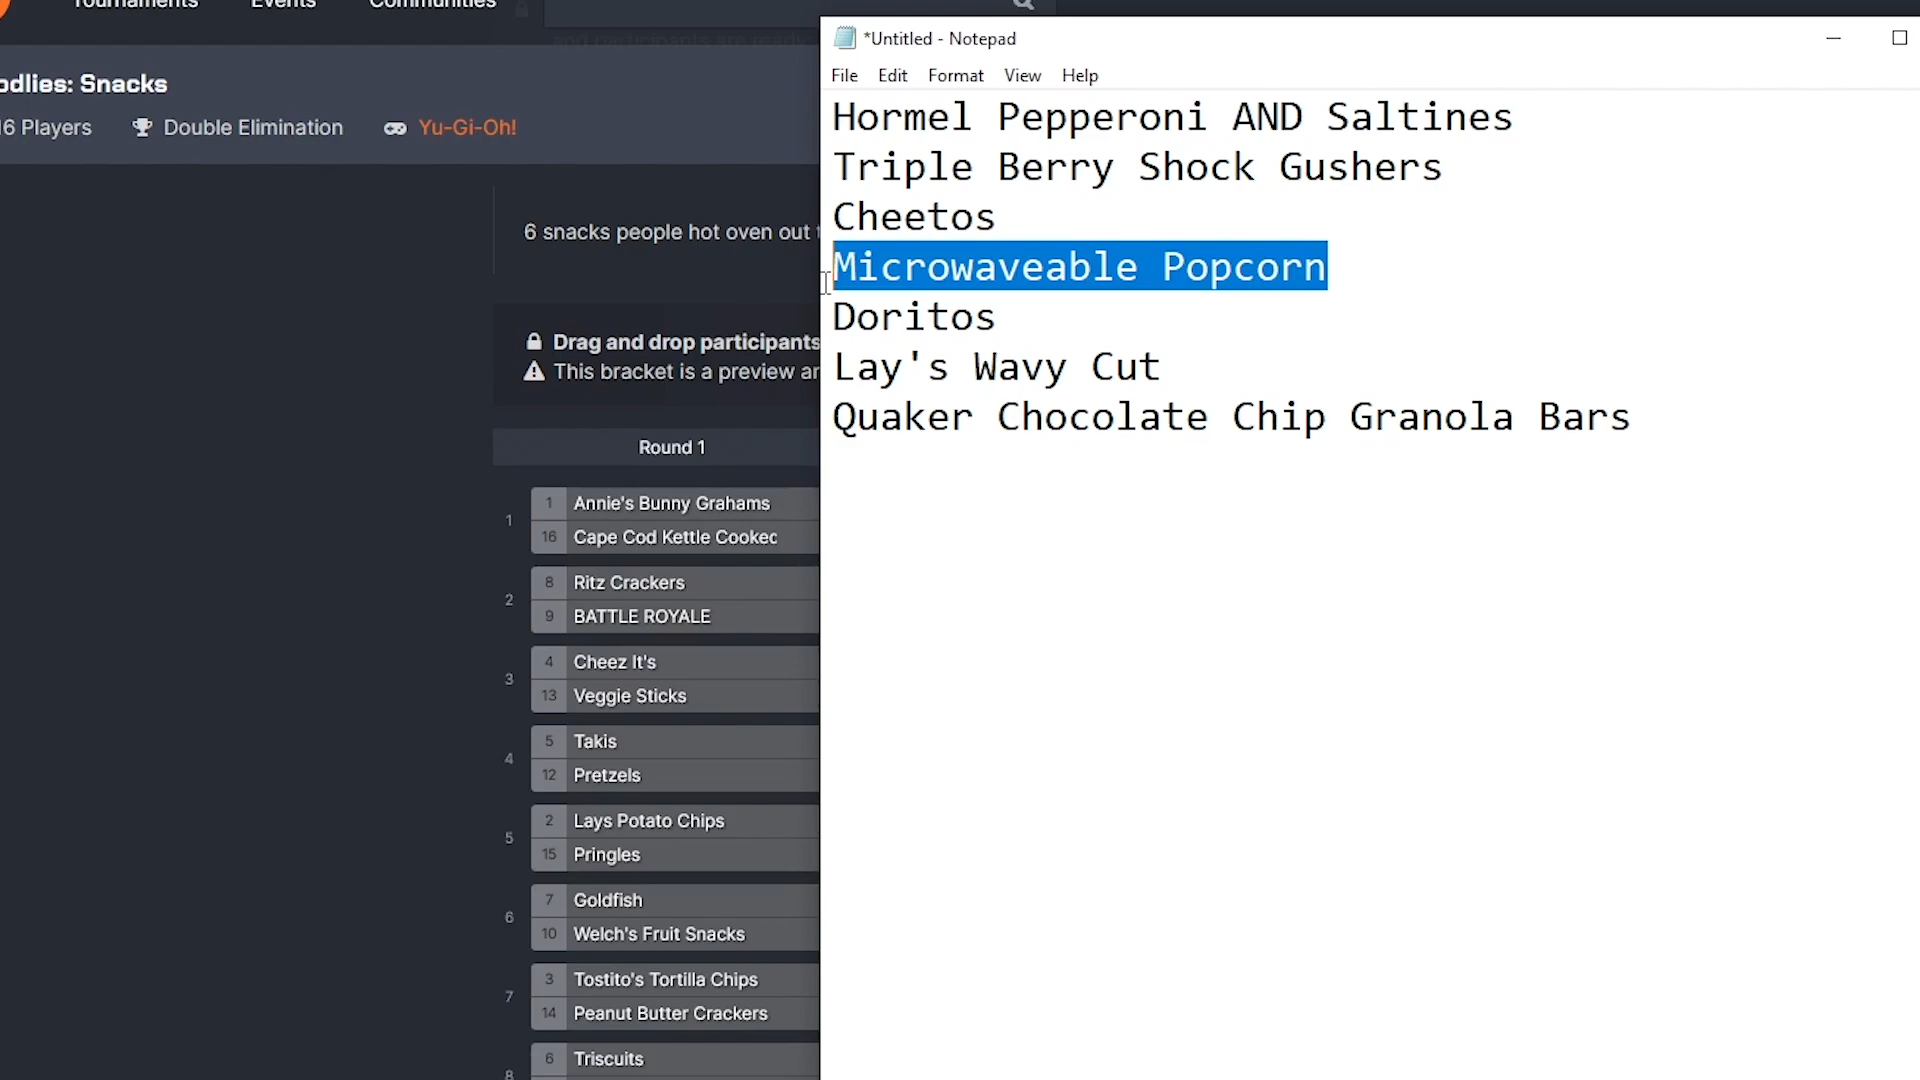 Tournaments Events Communities
odlies: Snacks
16 Players Double Elimination Yu-Gi-Oh!
6 snacks people hot oven out
Drag and drop participants
This bracket is a preview
Round 1
1
1 Annie's Bunny Grahams
16 Cape Cod Kettle Cooked
2
8 Ritz Crackers
9 BATTLE ROYALE
3
4 Cheez It's
13 Veggie Sticks
4
5 Takis
12 Pretzels
5
2 Lays Potato Chips
15 Pringles
6
7 Goldfish
10 Welch's Fruit Snacks
7
3 Tostito's Tortilla Chips
14 Peanut Butter Crackers
8
6 Triscuits
*Untitled - Notepad
File Edit Format View Help
Hormel Pepperoni AND Saltines
Triple Berry Shock Gushers
Cheetos
Microwaveable Popcorn
Doritos
Lay's Wavy Cut
Quaker Chocolate Chip Granola Bars